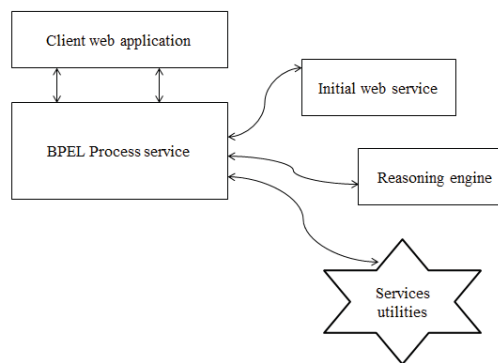 Client web application
Initial web service
BPEL Process service
Reasoning engine
Services
utilities